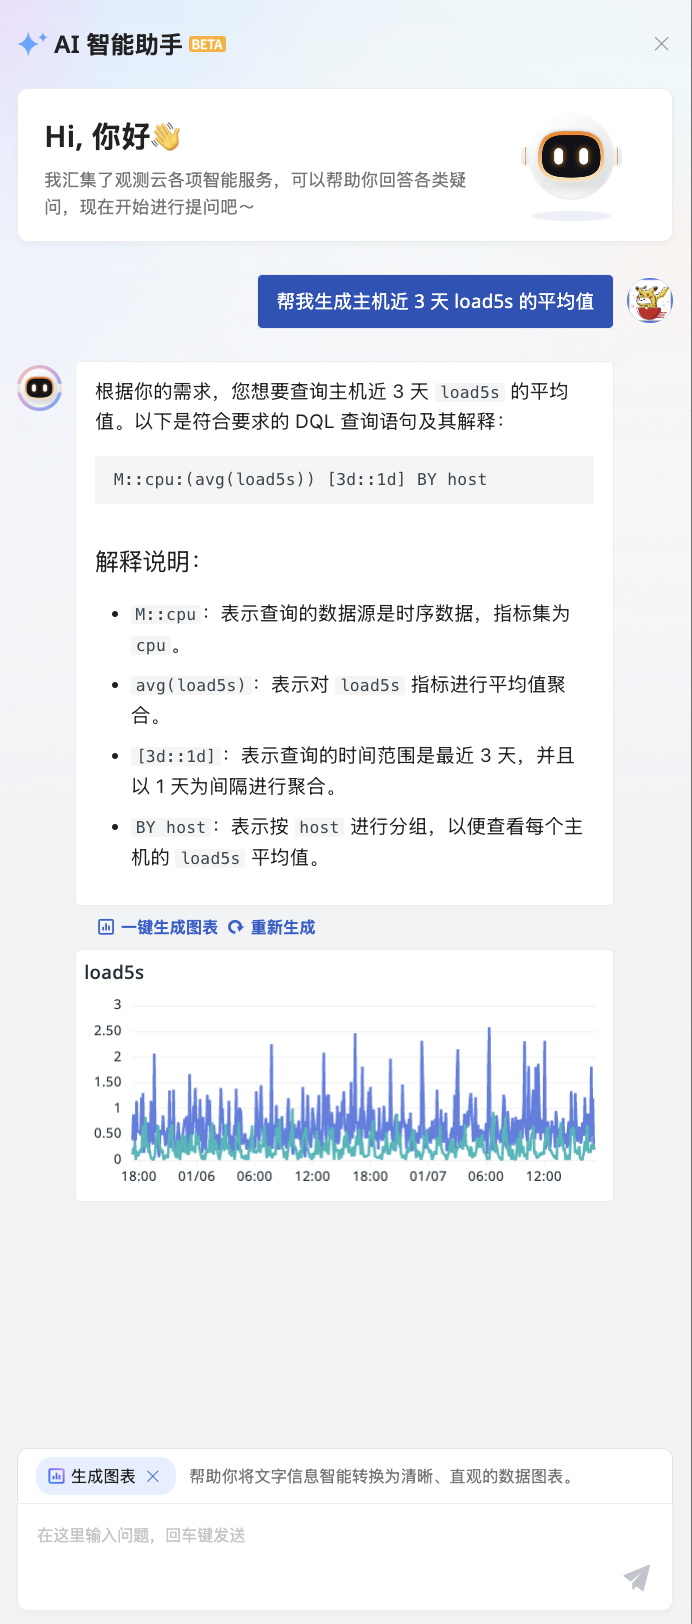 AI 智能助手 BETA
Hi, 你好👋
我汇集了观测云各项智能服务，可以帮助你回答各类疑
问，现在开始进行提问吧～
帮我生成主机近 3 天 load5s 的平均值
根据你的需求，您想要查询主机近 3 天 load5s 的平均
值。以下是符合要求的 DQL 查询语句及其解释：
M::cpu:(avg(load5s)) [3d::1d] BY host
解释说明：
• M::cpu：表示查询的数据源是时序数据，指标集为
cpu。
• avg(load5s)：表示对 load5s 指标进行平均值聚
合。
• [3d::1d]：表示查询的时间范围是最近 3 天，并且
以 1 天为间隔进行聚合。
• BY host：表示按 host 进行分组，以便查看每个主
机的 load5s 平均值。
一键生成图表 重新生成
load5s
3
2.50
2
1.50
1
0.50
0
18:00 01/06 06:00 12:00 18:00 01/07 06:00 12:00
生成图表 帮助你将文字信息智能转换为清晰、直观的数据图表。
在这里输入问题，回车键发送